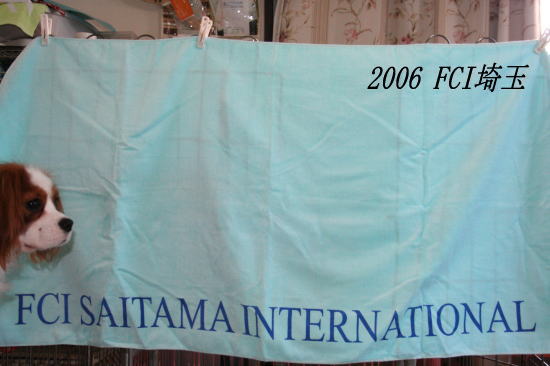 2006 FCI埼玉
FCI SAITAMA INTERNATIONAL